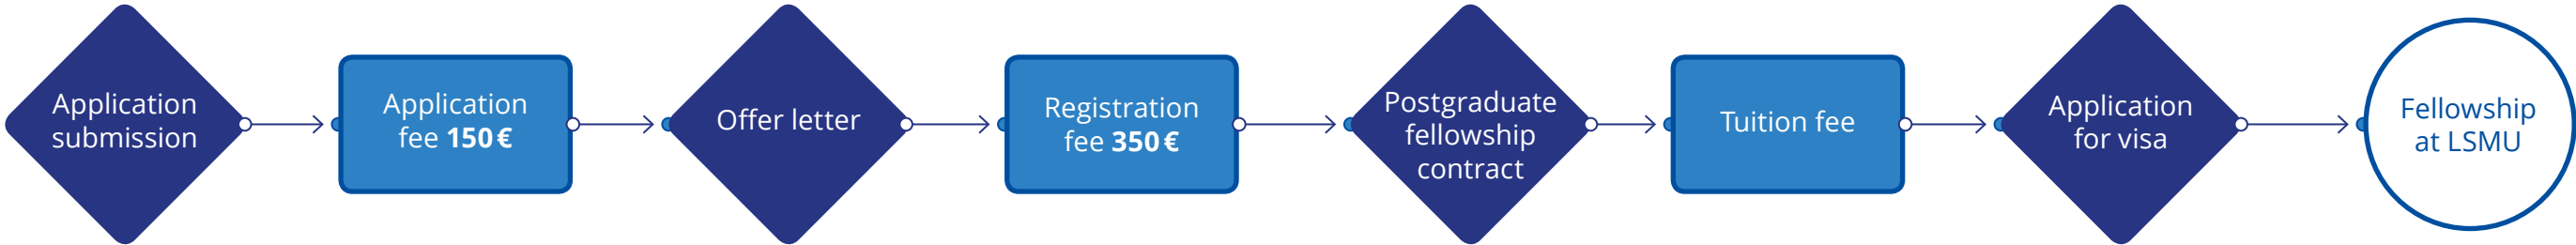 Application
submission
Application
fee 150 €
Offer letter
Registration
fee 350 €
Postgraduate
fellowship
contract
Tuition fee
Application
for visa
Fellowship
at LSMU